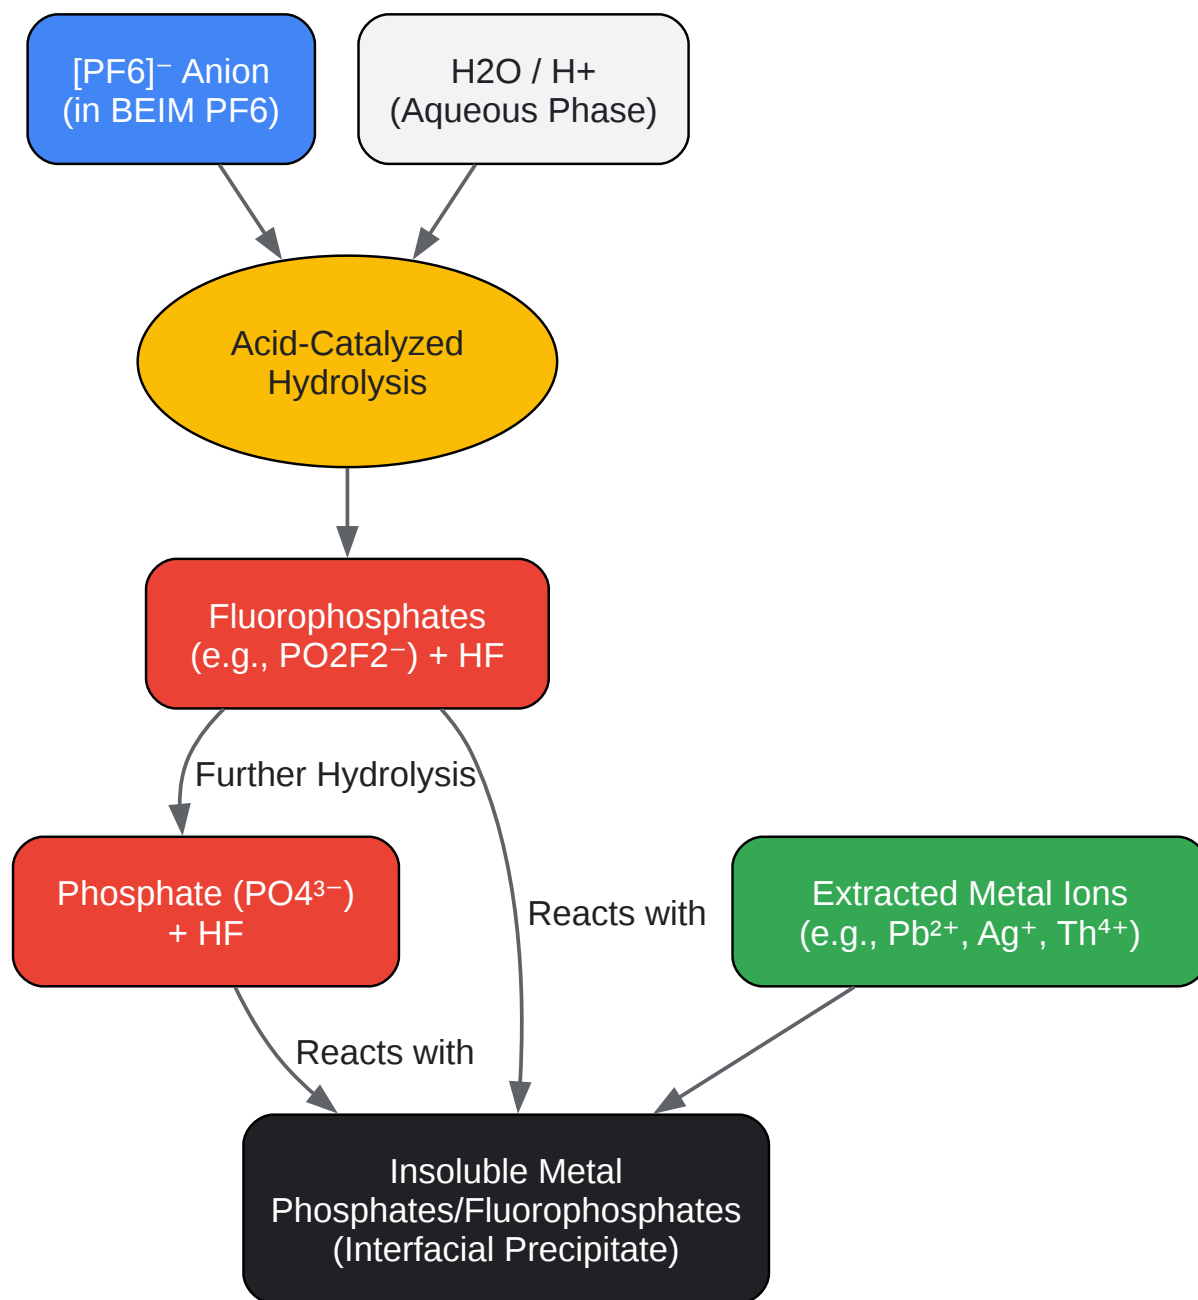 [PF6]⁻ Anion
(in BEIM PF6)
H2O / H+
(Aqueous Phase)
Acid-Catalyzed
Hydrolysis
Fluorophosphates
(e.g., PO2F2⁻) + HF
Further Hydrolysis
Phosphate (PO4³⁻)
+ HF
Reacts with
Extracted Metal Ions
(e.g., Pb²⁺, Ag⁺, Th⁴⁺)
Reacts with
Insoluble Metal
Phosphates/Fluorophosphates
(Interfacial Precipitate)